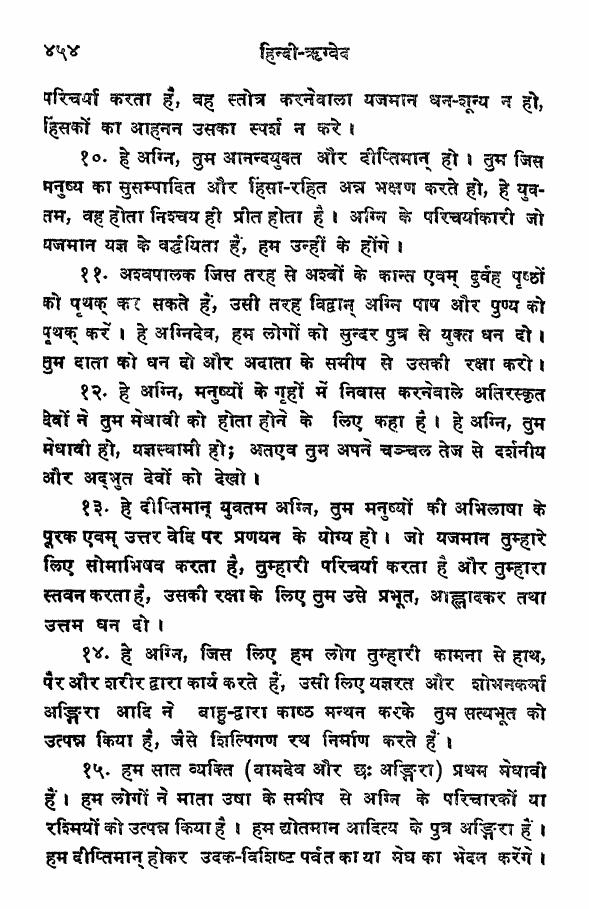 ४५४ हिन्दी-ऋग्वेद
परिचर्या करता है, वह स्तोत्र करनेवाला यजमान धन-शून्य न हो,
हिंसकों का आहनन उसका स्पर्श न करे।
१०. हे अग्नि, तुम आनन्दयुक्त और दीप्तिमान् हो। तुम जिस
मनुष्य का सुसम्पादित और हिंसा-रहित अन्न भक्षण करते हो, हे युव-
तम, वह होता निश्चय ही प्रीत होता है। अग्नि के परिचर्याकारी जो
यजमान यज्ञ के वर्द्धयिता हैं, हम उन्हीं के होंगे।
११. अश्वपालक जिस तरह से अश्वों के कान्त एवम् दुर्वह पृष्ठों
को पृथक् कर सकते हैं, उसी तरह विद्वान् अग्नि पाप और पुण्य को
पृथक् करें। हे अग्निदेव, हम लोगों को सुन्दर पुत्र से युक्त धन दो।
तुम दाता को धन दो और अदाता के समीप से उसकी रक्षा करो।
१२. हे अग्नि, मनुष्यों के गृहों में निवास करनेवाले अतिरस्कृत
देवों ने तुम मेधावी को होता होने के लिए कहा है। हे अग्नि, तुम
मेधावी हो, यज्ञस्वामी हो; अतएव तुम अपने चञ्चल तेज से दर्शनीय
और अद्भुत देवों को देखो।
१३. हे दीप्तिमान् युवतम अग्नि, तुम मनुष्यों की अभिलाषा के
पूरक एवम् उत्तर वेदि पर प्रणयन के योग्य हो। जो यजमान तुम्हारे
लिए सोमाभिषव करता है, तुम्हारी परिचर्या करता है और तुम्हारा
स्तवन करता है, उसकी रक्षा के लिए तुम उसे प्रभूत, आह्लादकर तथा
उत्तम धन दो।
१४. हे अग्नि, जिस लिए हम लोग तुम्हारी कामना से हाथ,
पैर और शरीर द्वारा कार्य करते हैं, उसी लिए यज्ञरत और शोभनकर्मा
अङ्गिरा आदि ने बाहु-द्वारा काष्ठ मन्थन करके तुम सत्यभूत को
उत्पन्न किया है, जैसे शिल्पिगण रथ निर्माण करते हैं।
१५. हम सात व्यक्ति (वामदेव और छः अङ्गिरा) प्रथम मेधावी
हैं। हम लोगों ने माता उषा के समीप से अग्नि के परिचारकों या
रश्मियों को उत्पन्न किया है। हम द्योतमान आदित्य के पुत्र अङ्गिरा हैं।
हम दीप्तिमान् होकर उदक-विशिष्ट पर्वत का या मेघ का भेदन करेंगे।